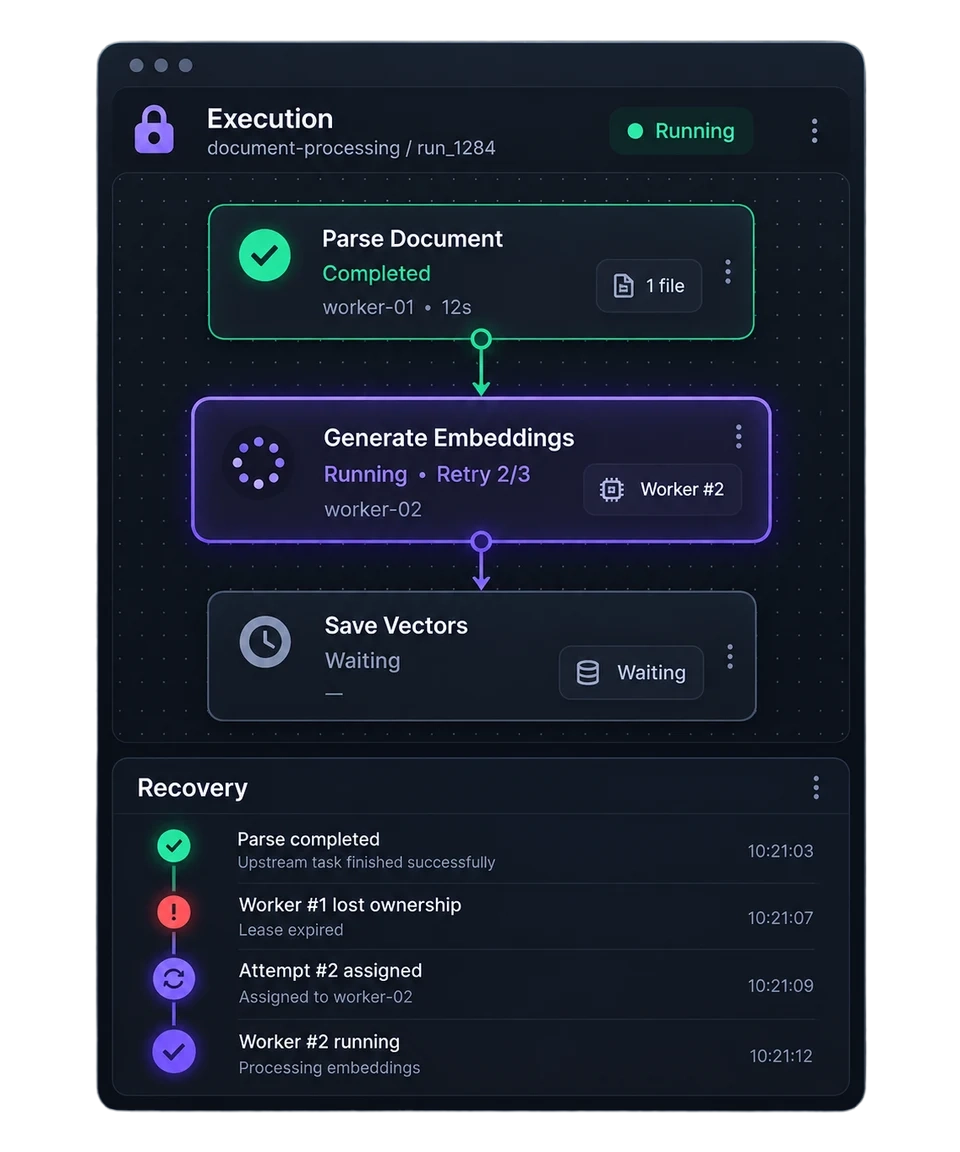 Execution
document-processing / run_1284
Running
Parse Document
Completed
worker-01 • 12s
1 file
Generate Embeddings
Running • Retry 2/3
worker-02
Worker #2
Save Vectors
Waiting
—
Waiting
Recovery
Parse completed
Upstream task finished successfully
10:21:03
Worker #1 lost ownership
Lease expired
10:21:07
Attempt #2 assigned
Assigned to worker-02
10:21:09
Worker #2 running
Processing embeddings
10:21:12